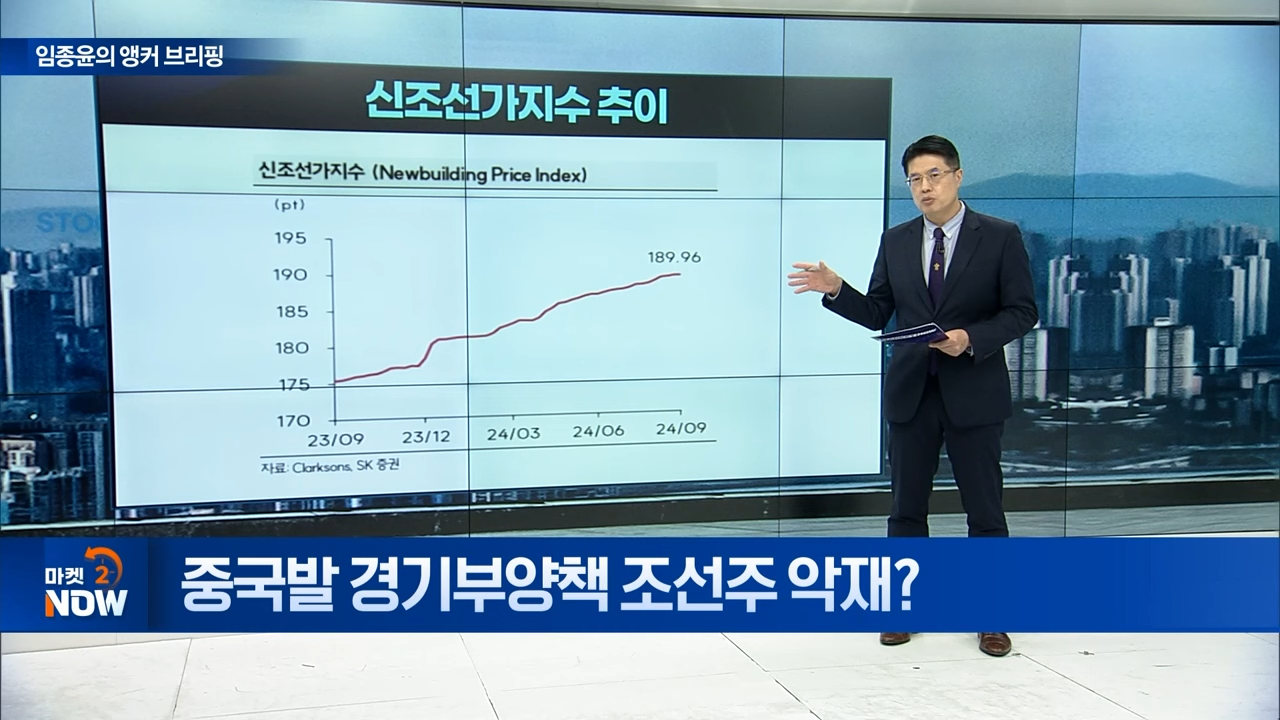 임종윤의 앵커 브리핑
신조선가지수 추이
신조선가지수 (Newbuilding Price Index)
(pt)
STO
195
190
185
180
175
170
189.96
23/09 23/12 24/03 24/06 24/09
자료: Clarksons, SK 증권
마켓 2
NOW
중국발 경기부양책 조선주 악재?